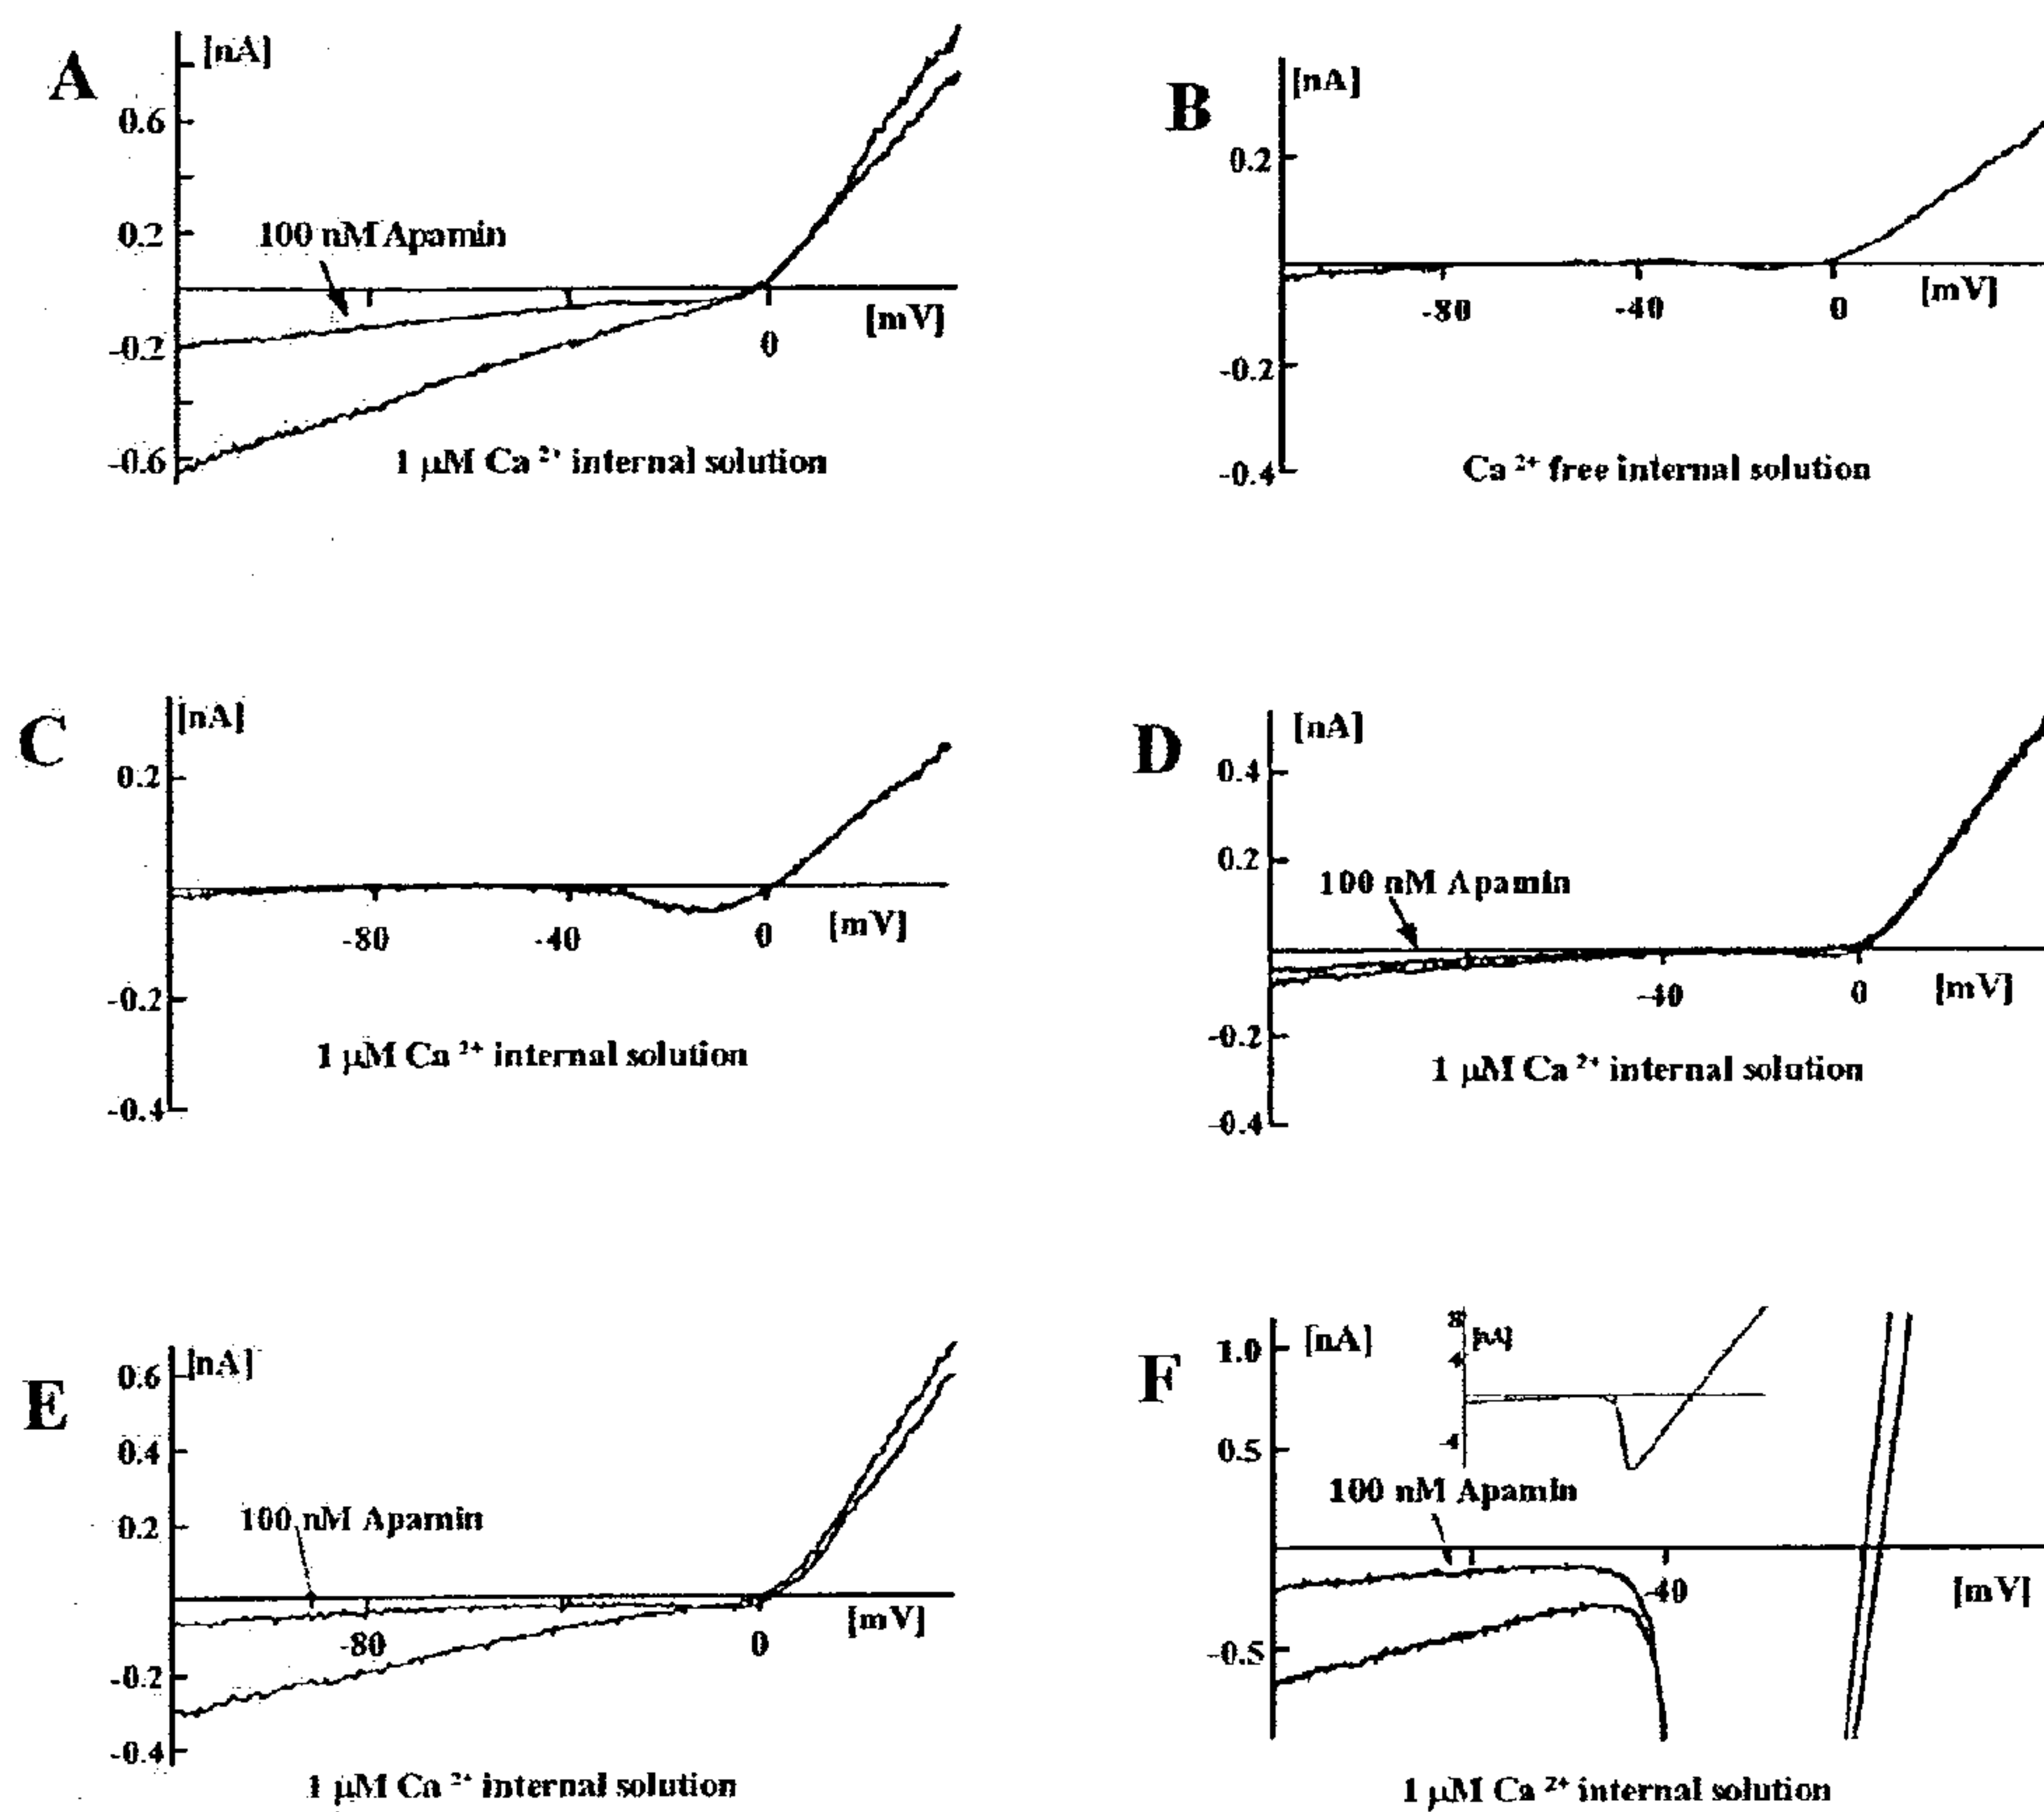 A
[nA]
0.6
0.2
100 nM Apamin
-0.2
0
[mV]
-0.6
1 µM Ca 2+ internal solution
B
[nA]
0.2
-80
-40
0
[mV]
-0.2
-0.4
Ca 2+ free internal solution
C
[nA]
0.2
-80
-40
0
[mV]
-0.2
1 µM Ca 2+ internal solution
-0.4
D
[nA]
0.4
0.2
100 nM Apamin
-40
0
[mV]
-0.2
1 µM Ca 2+ internal solution
-0.4
E
[nA]
0.6
0.4
0.2
100 nM Apamin
-80
0
[mV]
-0.2
-0.4
1 µM Ca 2+ internal solution
F
1.0
[nA]
8
[nA]
4
-4
0.5
100 nM Apamin
-40
[mV]
-0.5
1 µM Ca 2+ internal solution